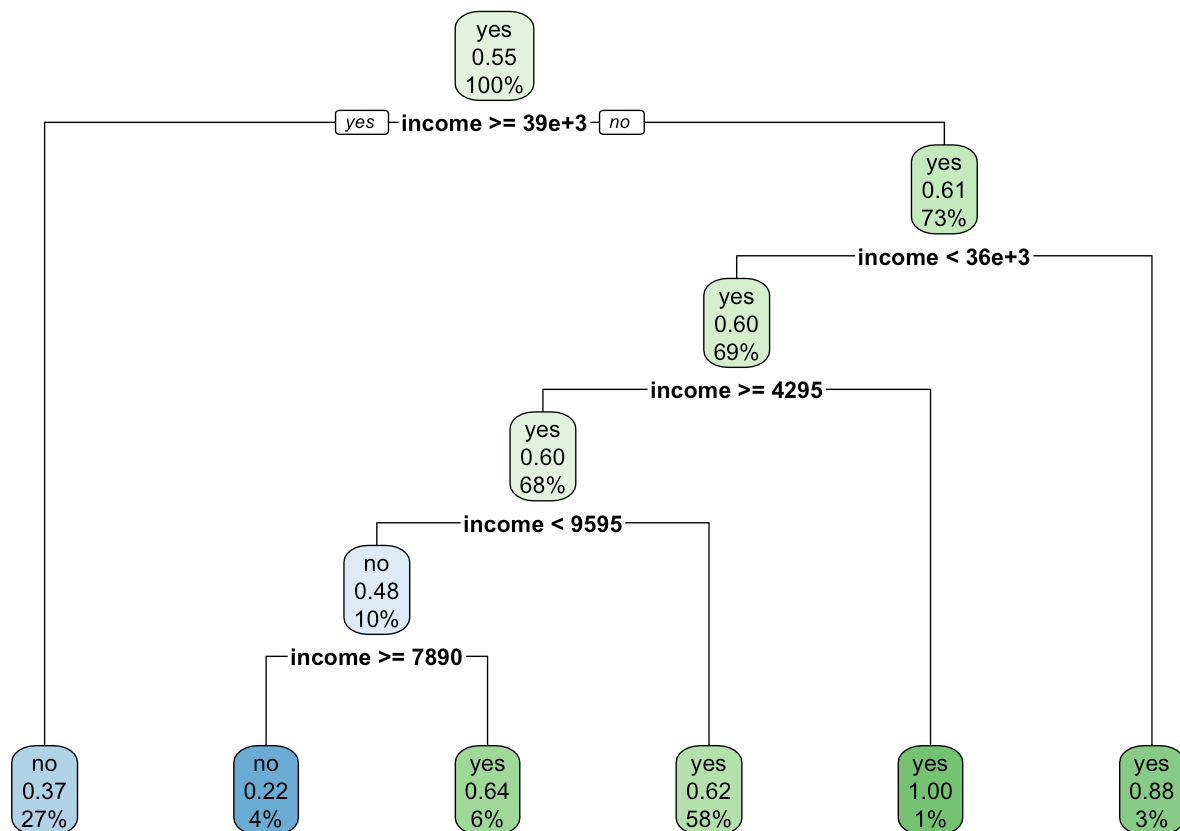 yes
0.55
100%
yes income >= 39e+3 no
yes
0.61
73%
income < 36e+3
yes
0.60
69%
income >= 4295
yes
0.60
68%
income < 9595
no
0.48
10%
income >= 7890
no
0.37
27%
no
0.22
4%
yes
0.64
6%
yes
0.62
58%
yes
1.00
1%
yes
0.88
3%